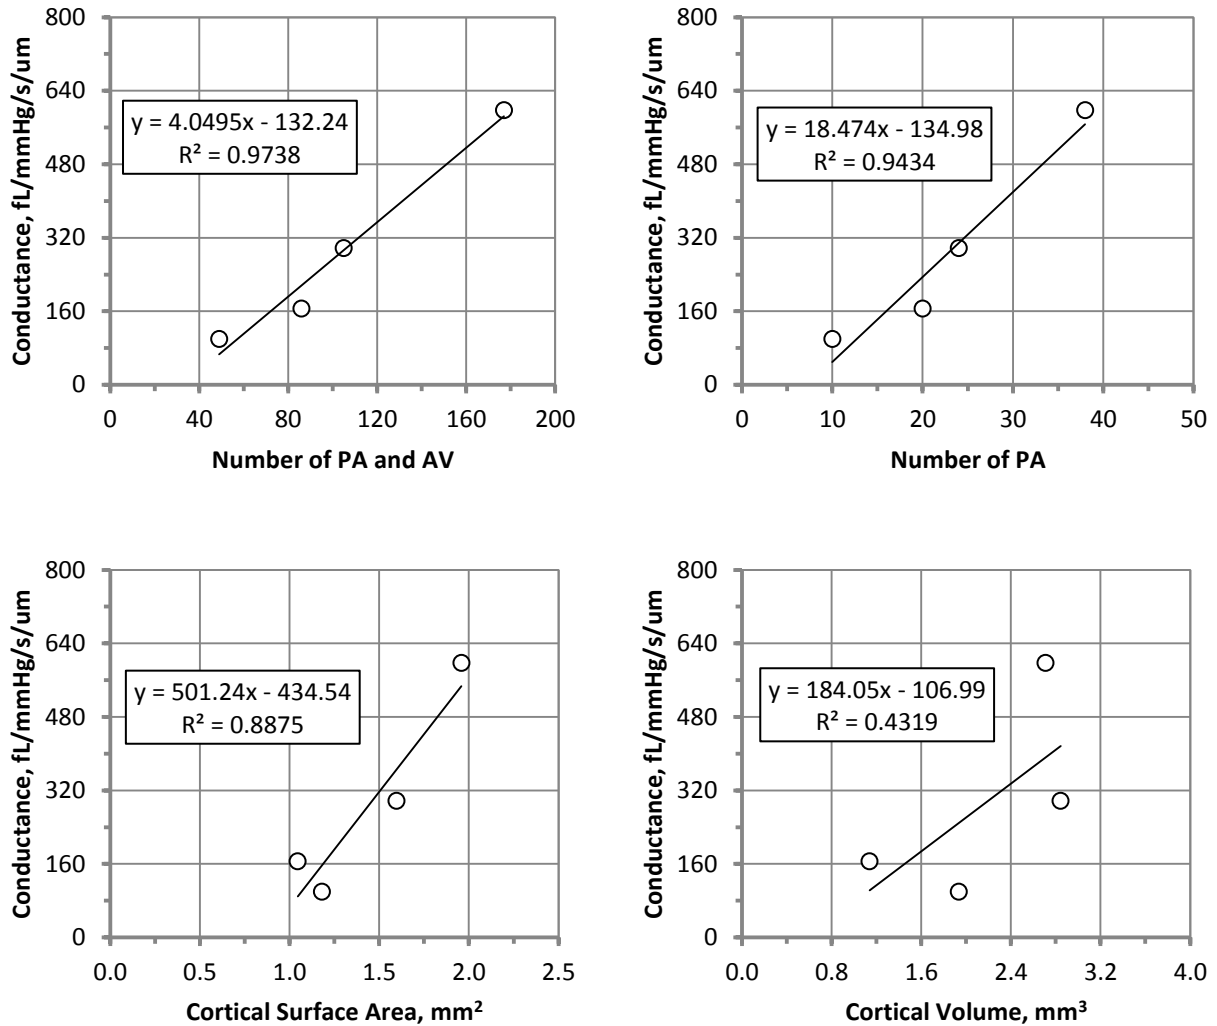 800
640
480
320
160
0
Conductance, fL/mmHg/s/um
y = 4.0495x - 132.24
R² = 0.9738
0 40 80 120 160 200
Number of PA and AV
800
640
480
320
160
0
Conductance, fL/mmHg/s/um
y = 18.474x - 134.98
R² = 0.9434
0 10 20 30 40 50
Number of PA
800
640
480
320
160
0
Conductance, fL/mmHg/s/um
y = 501.24x - 434.54
R² = 0.8875
0.0 0.5 1.0 1.5 2.0 2.5
Cortical Surface Area, mm²
800
640
480
320
160
0
Conductance, fL/mmHg/s/um
y = 184.05x - 106.99
R² = 0.4319
0.0 0.8 1.6 2.4 3.2 4.0
Cortical Volume, mm³